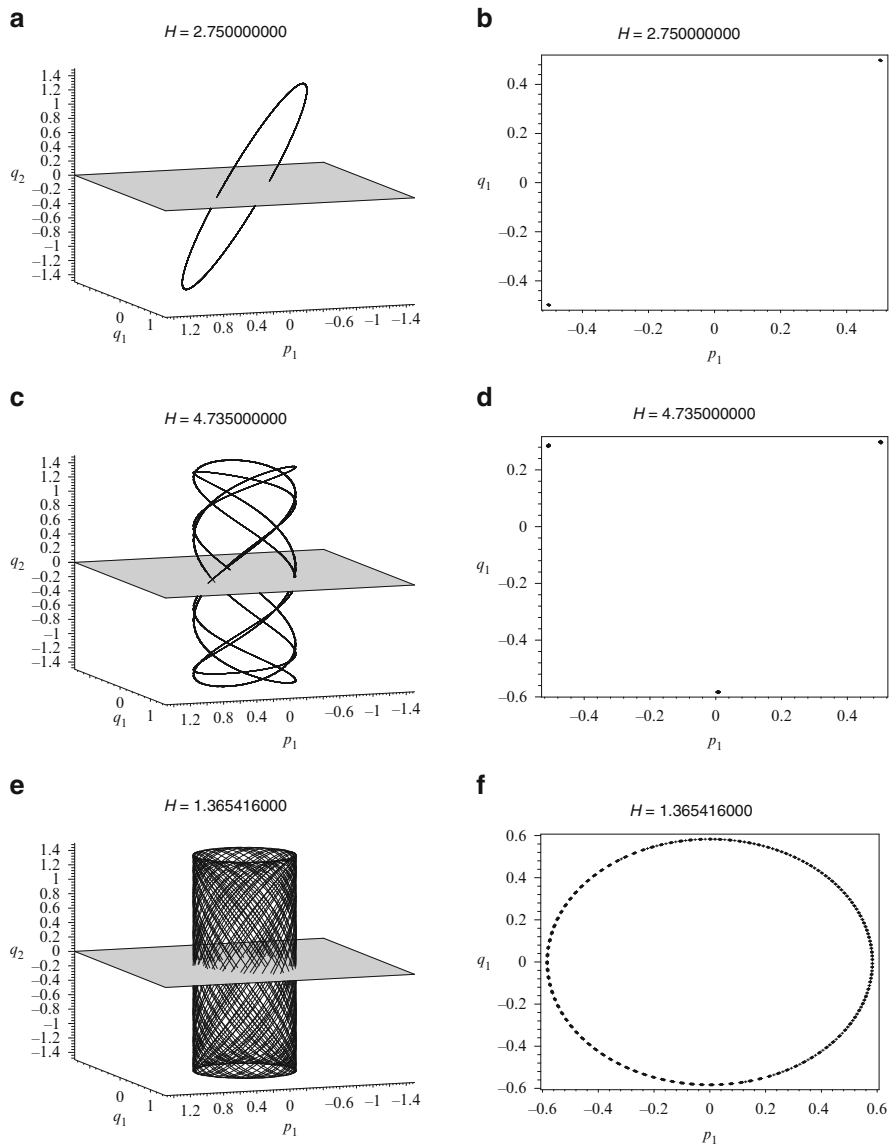 a
H = 2.750000000
1.4
1.2
1
0.8
0.6
0.4
0.2
q2 0
–0.2
–0.4
–0.6
–0.8
–1
–1.2
–1.4
0
q1
1
1.2 0.8 0.4 0 –0.6 –1 –1.4
p1
b
H = 2.750000000
0.4
0.2
q1 0
–0.2
–0.4
–0.4 –0.2 0 0.2 0.4
p1
c
H = 4.735000000
1.4
1.2
1
0.8
0.6
0.4
0.2
q2 0
–0.2
–0.4
–0.6
–0.8
–1
–1.2
–1.4
0
q1
1
1.2 0.8 0.4 0 –0.6 –1 –1.4
p1
d
H = 4.735000000
0.2
q1 0
–0.2
–0.4
–0.6
–0.4 –0.2 0 0.2 0.4
p1
e
H = 1.365416000
1.4
1.2
1
0.8
0.6
0.4
0.2
q2 0
–0.2
–0.4
–0.6
–0.8
–1
–1.2
–1.4
0
q1
1
1.2 0.8 0.4 0 –0.6 –1 –1.4
p1
f
H = 1.365416000
0.6
0.4
0.2
q1 0
–0.2
–0.4
–0.6
–0.6 –0.4 –0.2 0 0.2 0.4 0.6
p1